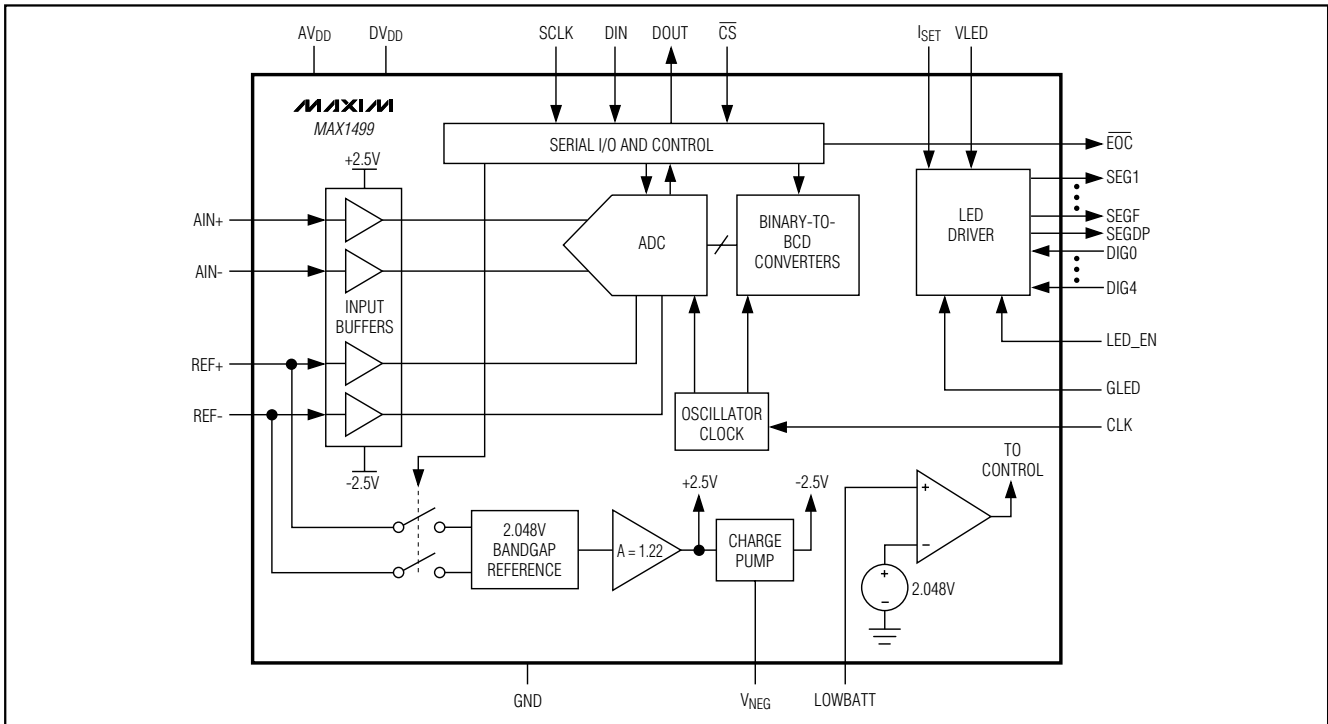 AVDD
DVDD
SCLK
DIN
DOUT
CS
ISET
VLED
MAXIM
MAX1499
+2.5V
SERIAL I/O AND CONTROL
EOC
SEG1
SEGF
SEGDP
DIG0
DIG4
LED
DRIVER
AIN+
AIN-
INPUT
BUFFERS
ADC
BINARY-TO-
BCD
CONVERTERS
LED_EN
GLED
REF+
REF-
OSCILLATOR
CLOCK
CLK
-2.5V
+2.5V
-2.5V
TO
CONTROL
2.048V
BANDGAP
REFERENCE
A = 1.22
CHARGE
PUMP
+
-
+
-
2.048V
GND
VNEG
LOWBATT